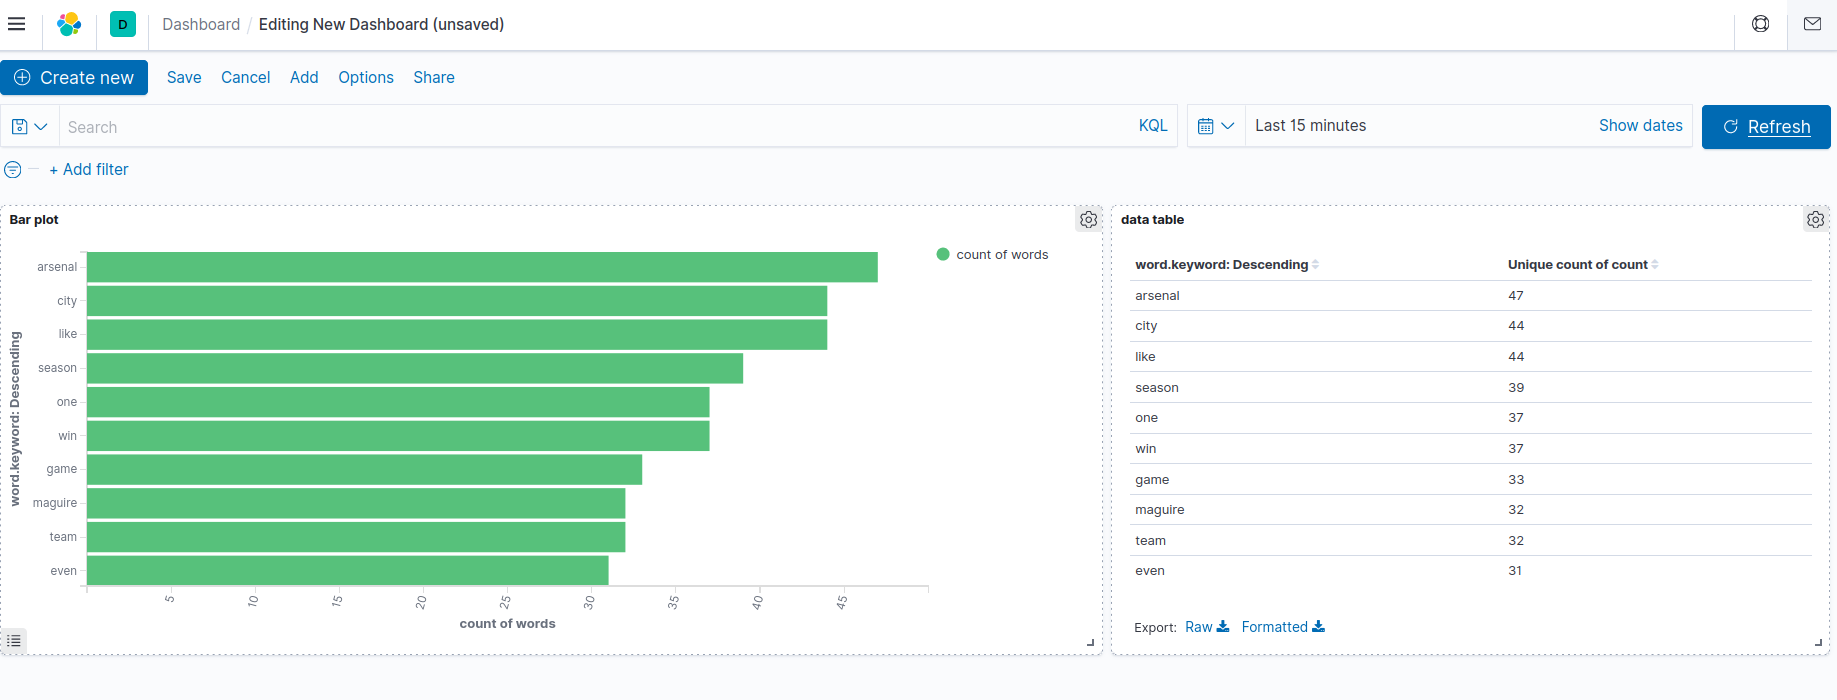 D Dashboard / Editing New Dashboard (unsaved)
Create new Save Cancel Add Options Share
Search KQL Last 15 minutes Show dates Refresh
+ Add filter
Bar plot
word.keyword: Descending
arsenal
city
like
season
one
win
game
maguire
team
even
5 10 15 20 25 30 35 40 45
count of words
count of words
data table
word.keyword: Descending Unique count of count
arsenal 47
city 44
like 44
season 39
one 37
win 37
game 33
maguire 32
team 32
even 31
Export: Raw Formatted